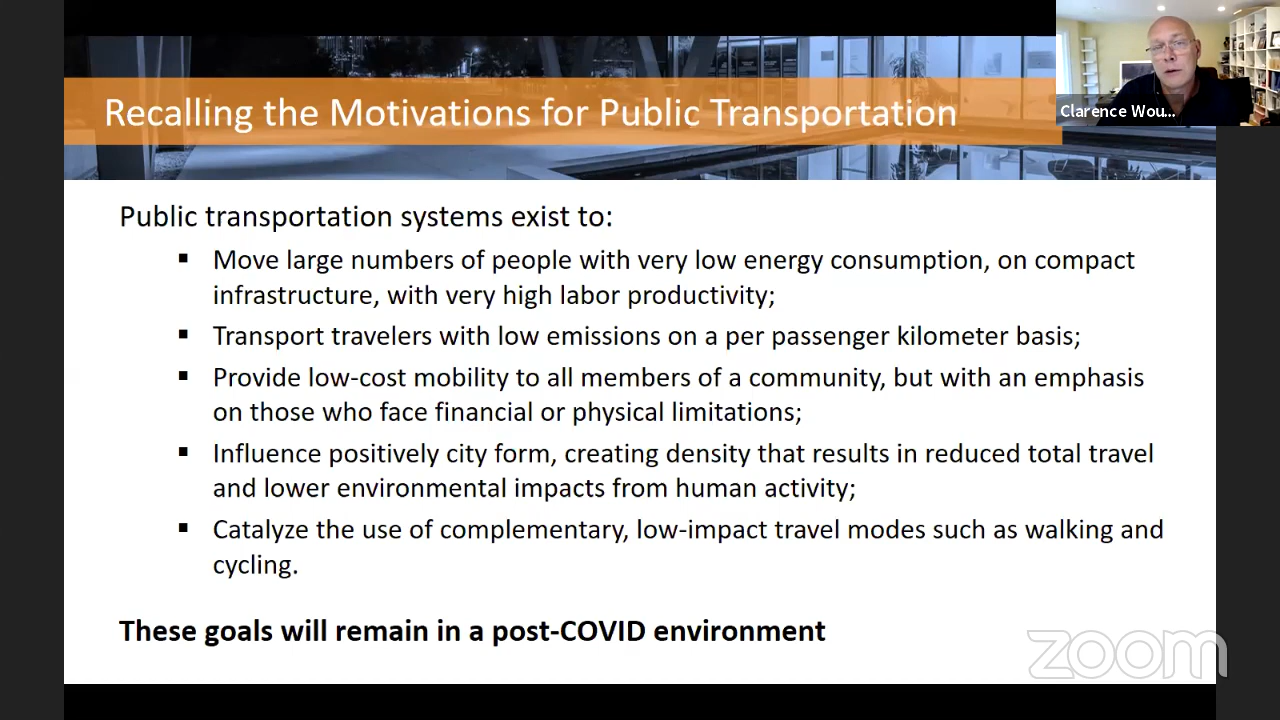 Recalling the Motivations for Public Transportation
Clarence Wou...
Public transportation systems exist to:
▪ Move large numbers of people with very low energy consumption, on compact
infrastructure, with very high labor productivity;
▪ Transport travelers with low emissions on a per passenger kilometer basis;
▪ Provide low-cost mobility to all members of a community, but with an emphasis
on those who face financial or physical limitations;
▪ Influence positively city form, creating density that results in reduced total travel
and lower environmental impacts from human activity;
▪ Catalyze the use of complementary, low-impact travel modes such as walking and
cycling.
These goals will remain in a post-COVID environment
zoom